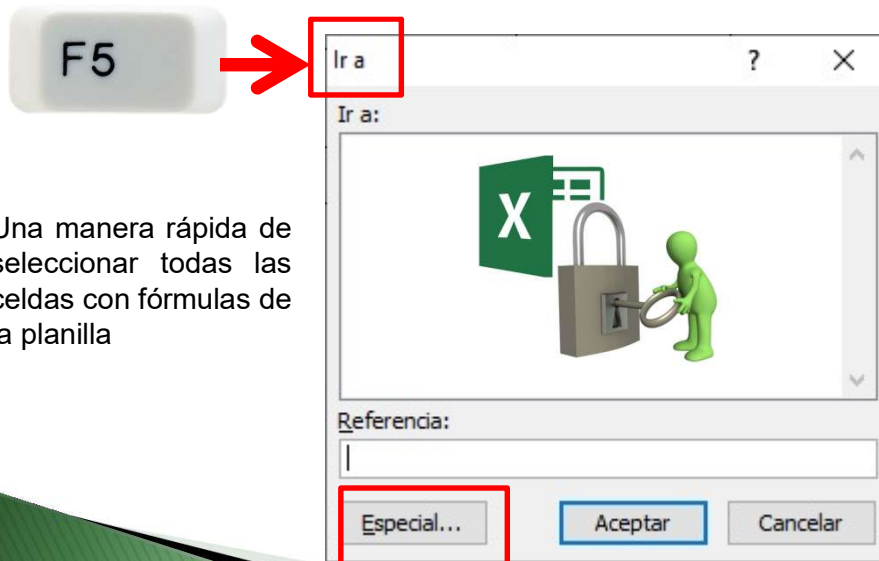 F5
Ir a
?
Ir a:
X
Una manera rápida de
seleccionar todas las
celdas con fórmulas de
la planilla
Referencia:
Especial...
Aceptar
Cancelar